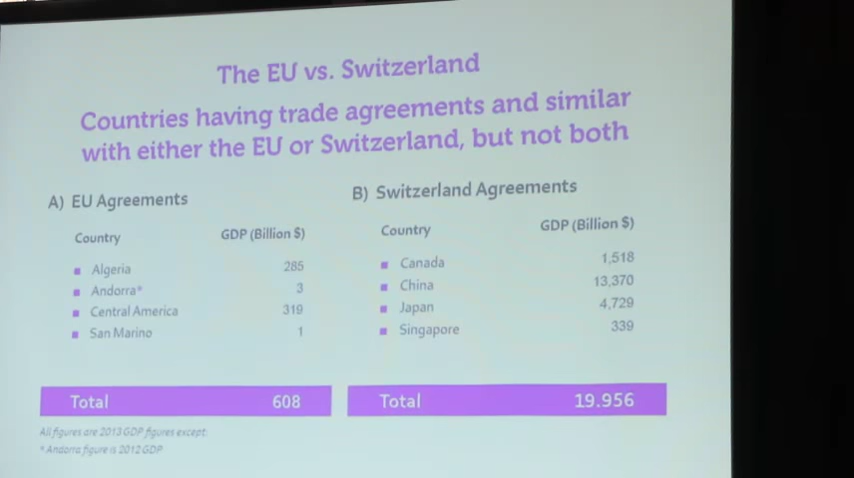 The EU vs. Switzerland
Countries having trade agreements and similar
with either the EU or Switzerland, but not both
A) EU Agreements
Country GDP (Billion $)
Algeria 285
Andorra* 3
Central America 319
San Marino 1
Total 608
B) Switzerland Agreements
Country GDP (Billion $)
Canada 1,518
China 13,370
Japan 4,729
Singapore 339
Total 19.956
All figures are 2013 GDP figures except:
* Andorra figure is 2012 GDP